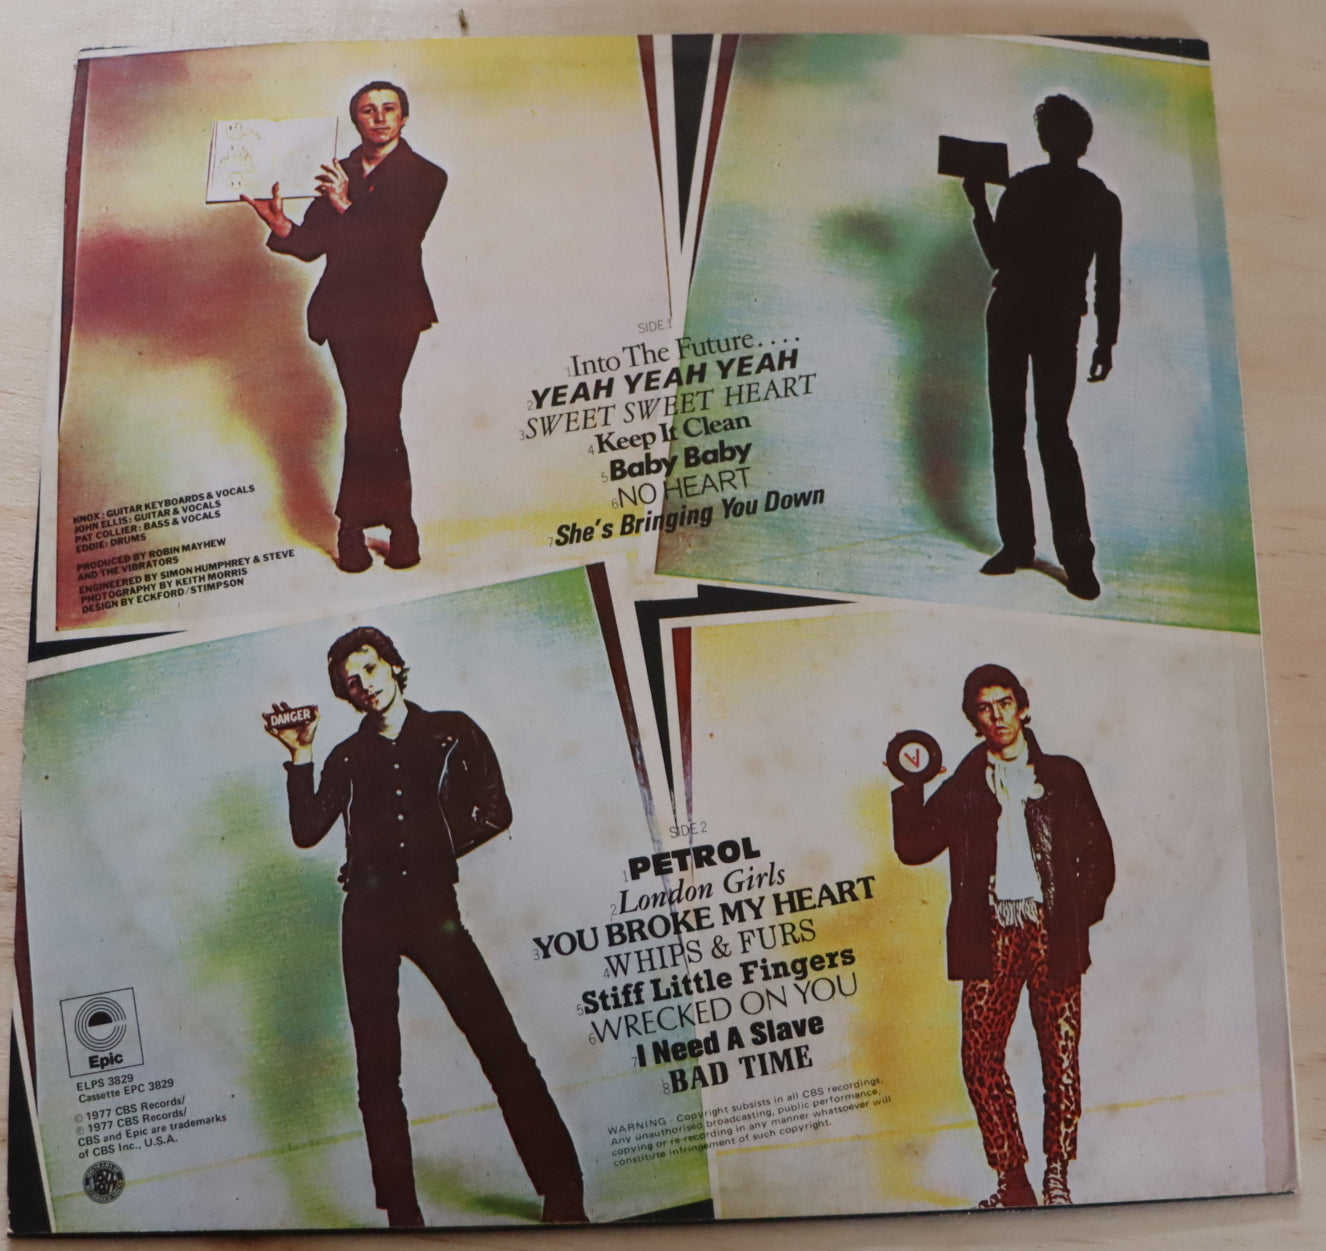 SIDE 1
1 Into The Future....
2 YEAH YEAH YEAH
3 SWEET SWEET HEART
4 Keep It Clean
5 Baby Baby
6 NO HEART
7 She's Bringing You Down
KNOX: GUITAR KEYBOARDS & VOCALS
JOHN ELLIS: GUITAR & VOCALS
PAT COLLIER: BASS & VOCALS
EDDIE: DRUMS
PRODUCED BY ROBIN MAYHEW
AND THE VIBRATORS
ENGINEERED BY SIMON HUMPHREY & STEVE
PHOTOGRAPHY BY KEITH MORRIS
DESIGN BY ECKFORD/STIMPSON
DANGER
V
SIDE 2
1 PETROL
2 London Girls
3 YOU BROKE MY HEART
4 WHIPS & FURS
5 Stiff Little Fingers
6 WRECKED ON YOU
7 I Need A Slave
8 BAD TIME
Epic
ELPS 3829
Cassette EPC 3829
© 1977 CBS Records/
℗ 1977 CBS Records/
CBS and Epic are trademarks
of CBS Inc., U.S.A.
WARNING - Copyright subsists in all CBS recordings.
Any unauthorised broadcasting, public performance,
copying or re-recording in any manner whatsoever will
constitute infringement of such copyright.